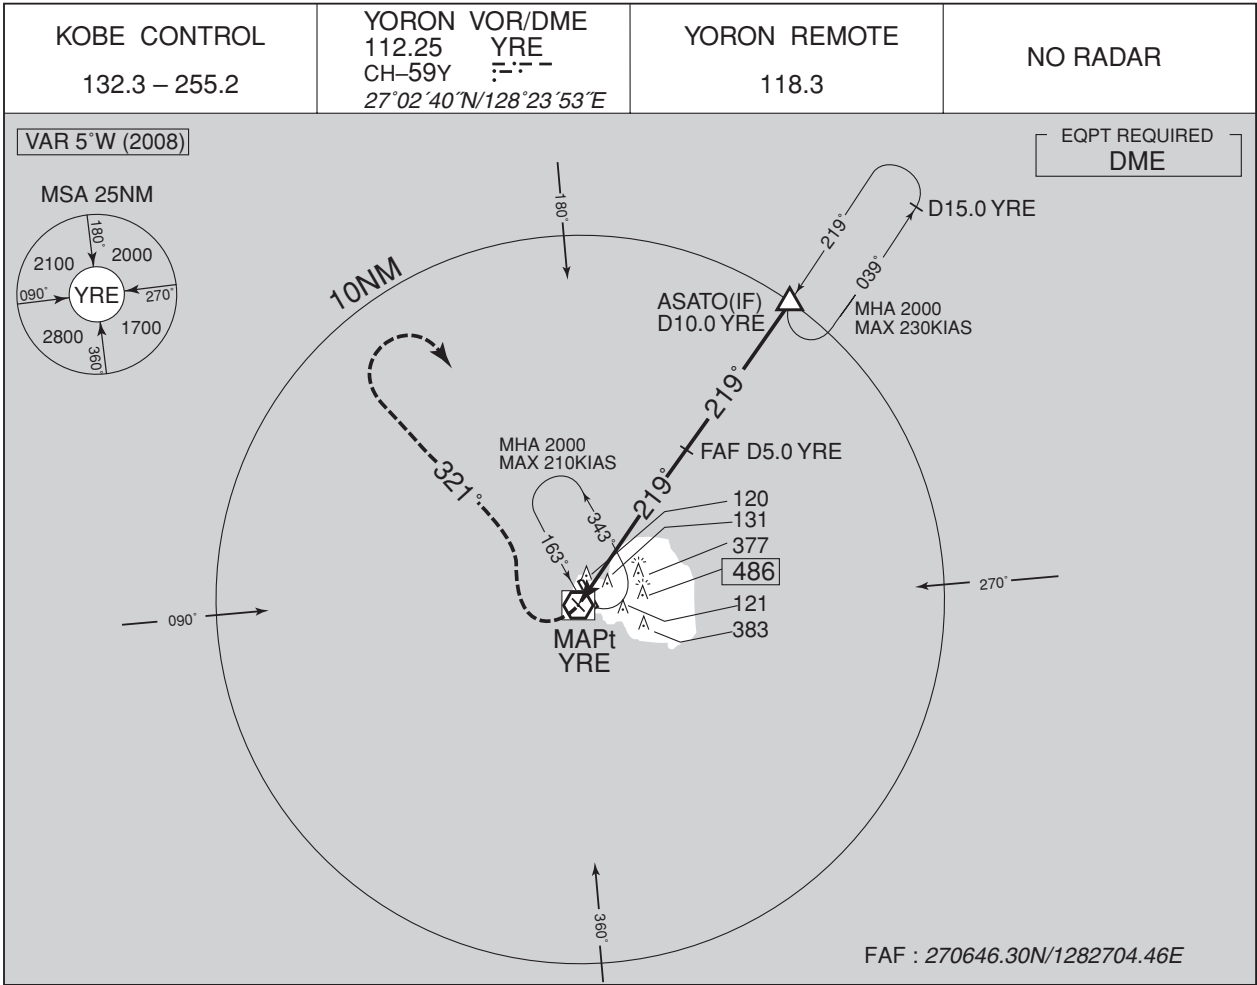 KOBE CONTROL
132.3 – 255.2
YORON VOR/DME
112.25 YRE
CH–59Y
27°02´40˝N/128°23´53˝E
YORON REMOTE
118.3
NO RADAR
VAR 5°W (2008)
EQPT REQUIRED
DME
MSA 25NM
180°
2100
2000
090°
YRE
270°
2800
1700
360°
180°
10NM
219°
D15.0 YRE
039°
ASATO(IF)
D10.0 YRE
MHA 2000
MAX 230KIAS
219°
FAF D5.0 YRE
MHA 2000
MAX 210KIAS
321°
219°
343°
163°
120
131
377
486
121
383
270°
090°
MAPt
YRE
360°
FAF : 270646.30N/1282704.46E